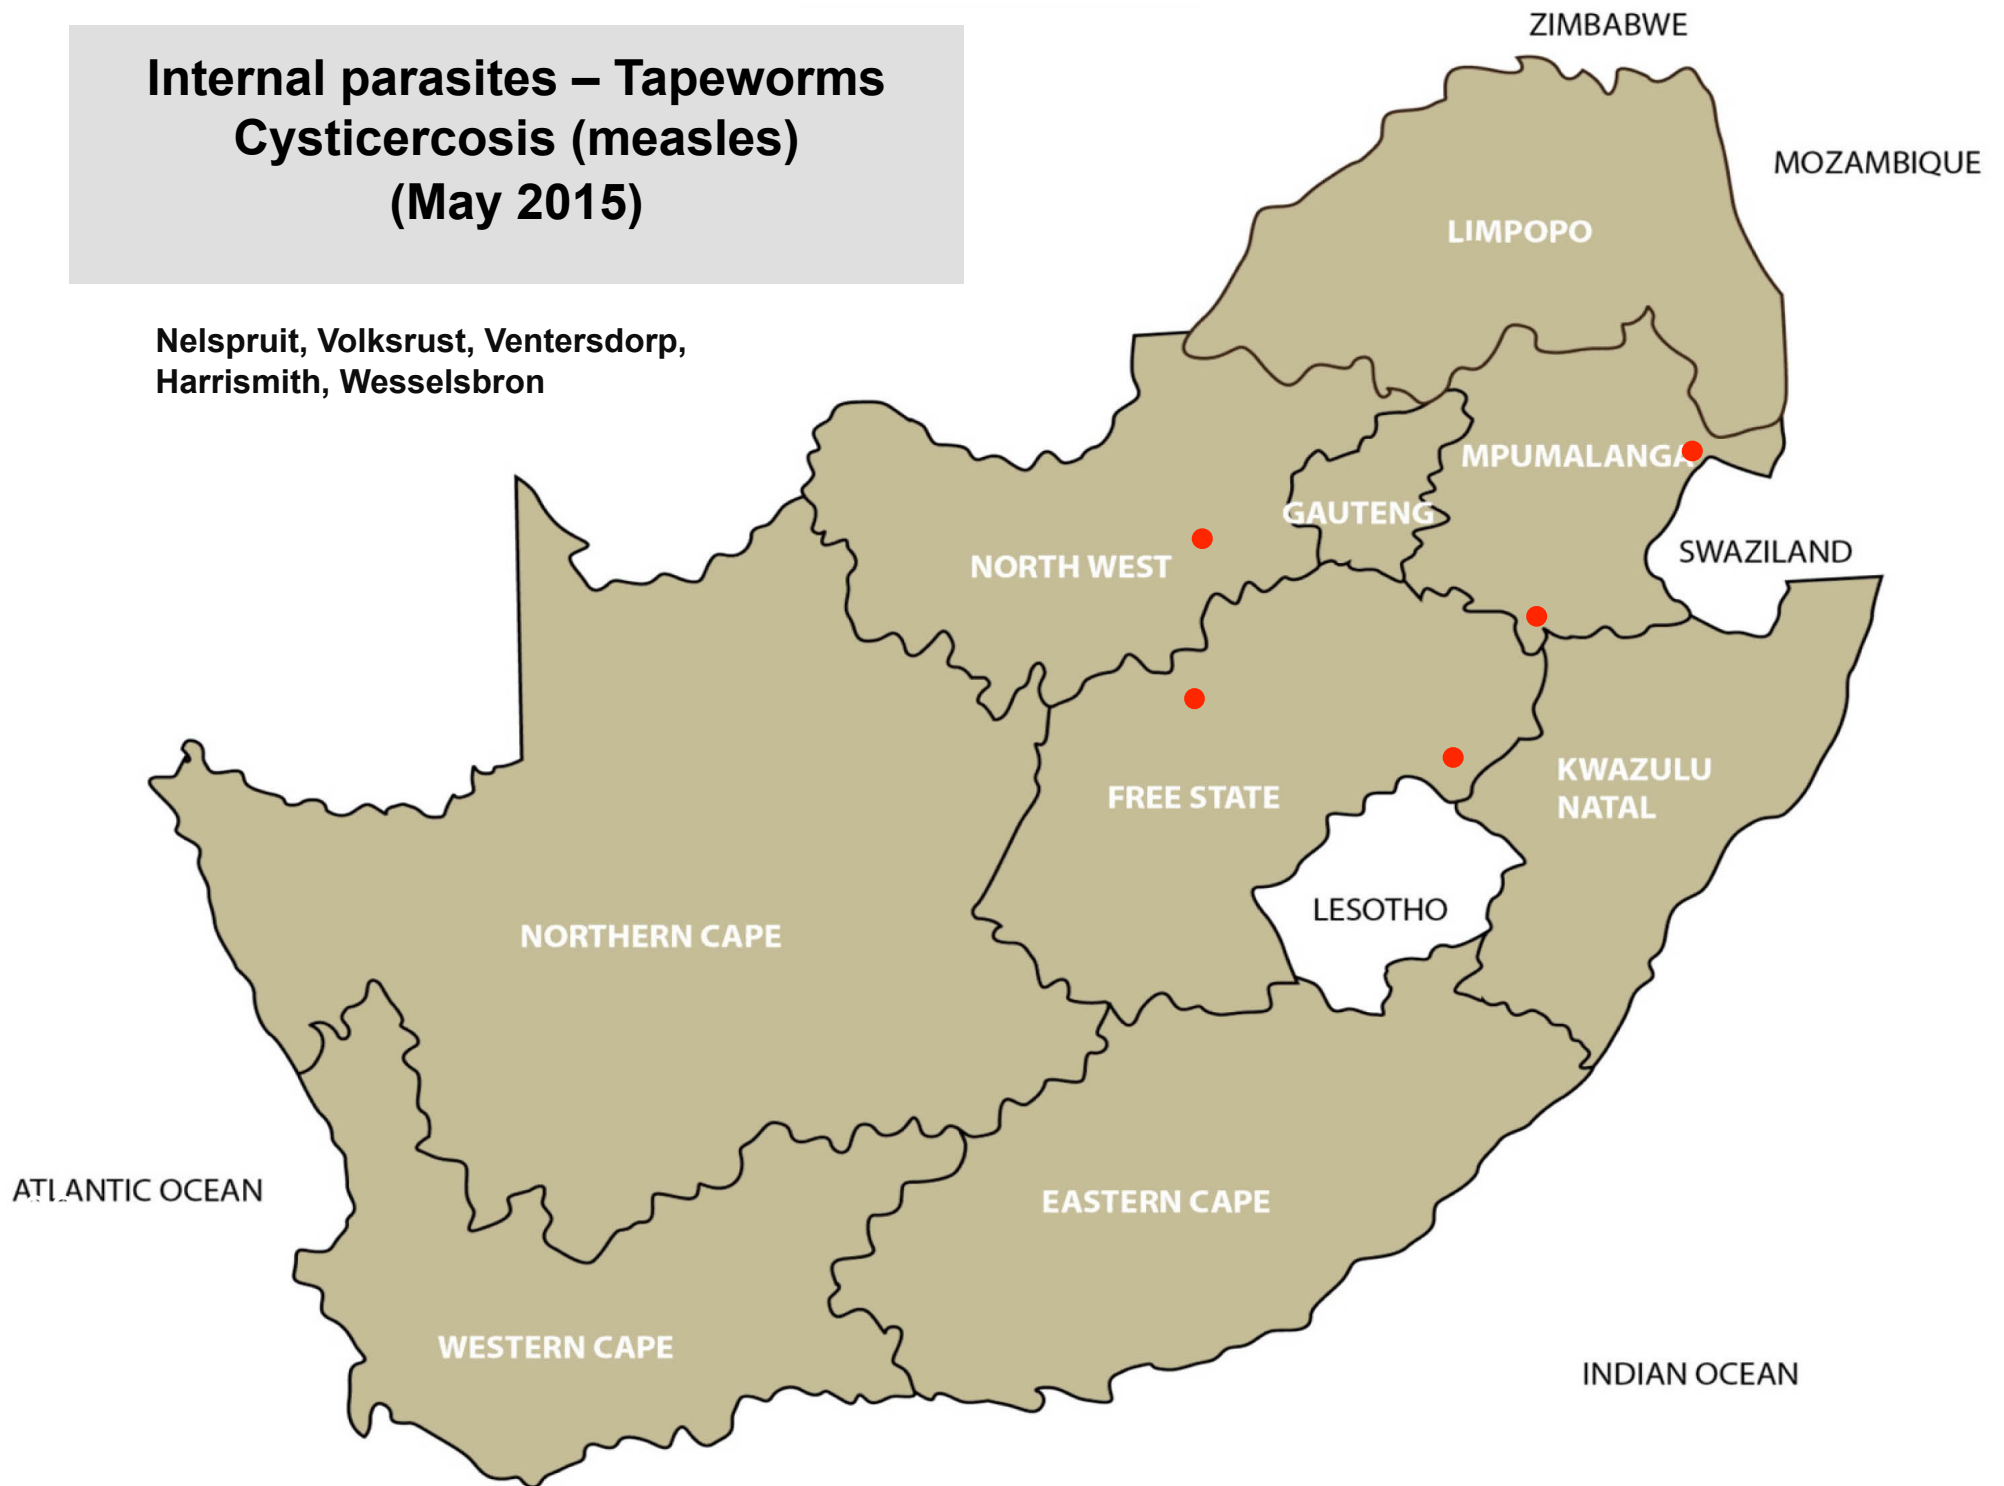 Internal parasites – Tapeworms
Cysticercosis (measles)
(May 2015)
Nelspruit, Volksrust, Ventersdorp,
Harrismith, Wesselsbron
ZIMBABWE
MOZAMBIQUE
LIMPOPO
MPUMALANGA
GAUTENG
NORTH WEST
SWAZILAND
KWAZULU
NATAL
FREE STATE
LESOTHO
NORTHERN CAPE
ATLANTIC OCEAN
EASTERN CAPE
WESTERN CAPE
INDIAN OCEAN